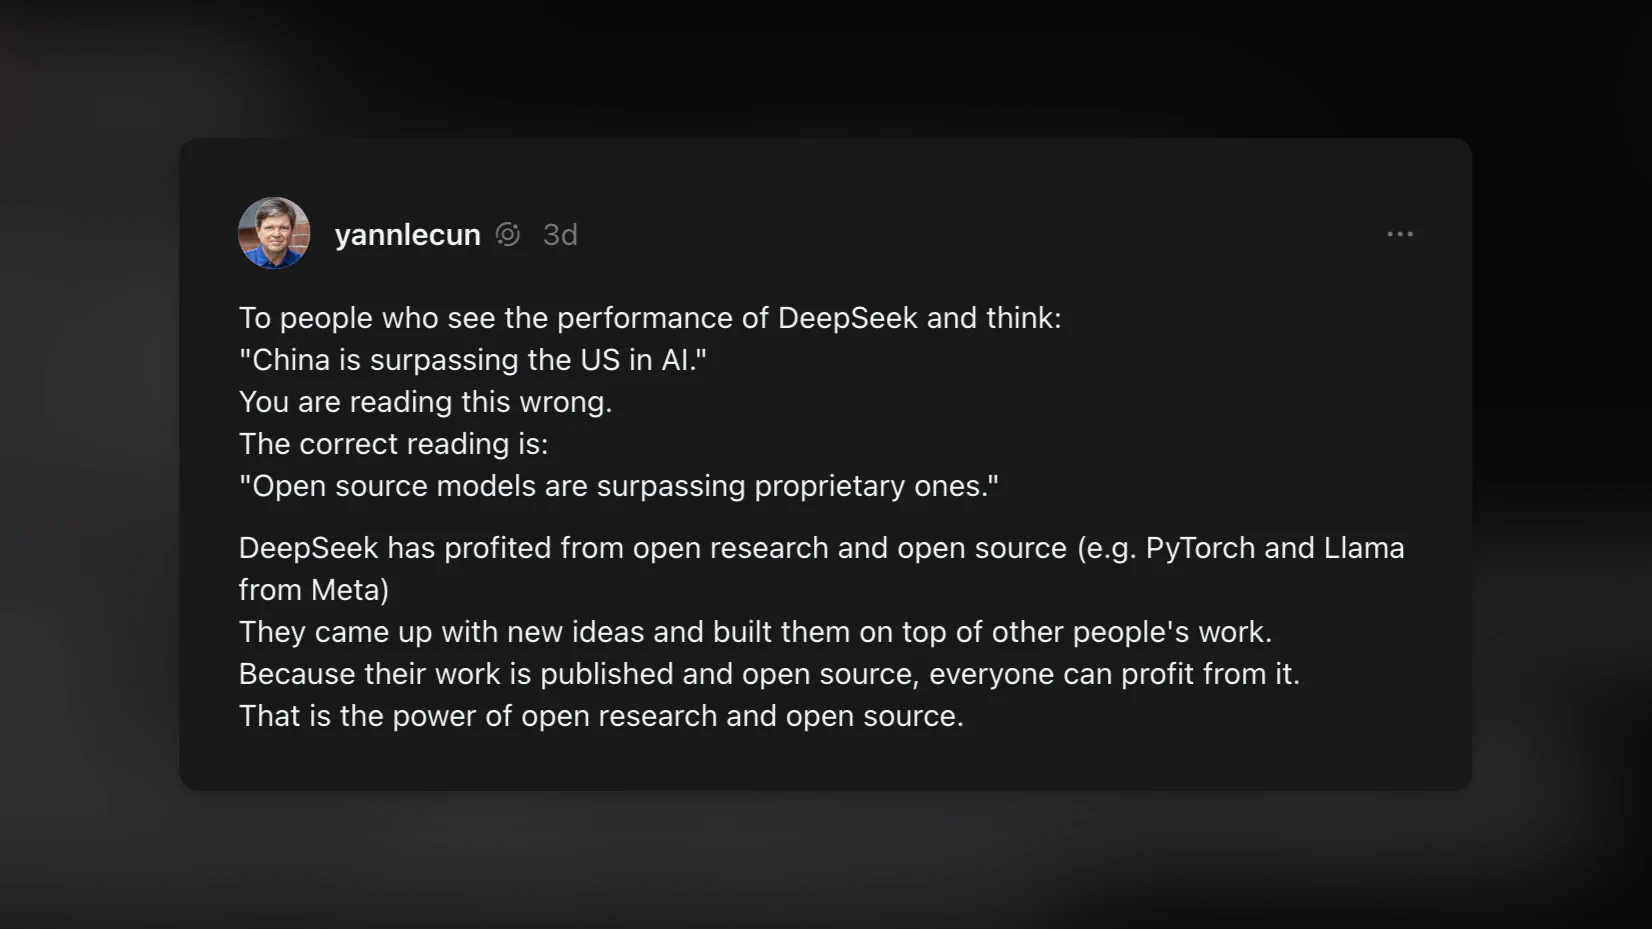 yannlecun 3d
To people who see the performance of DeepSeek and think:
"China is surpassing the US in AI."
You are reading this wrong.
The correct reading is:
"Open source models are surpassing proprietary ones."
DeepSeek has profited from open research and open source (e.g. PyTorch and Llama
from Meta)
They came up with new ideas and built them on top of other people's work.
Because their work is published and open source, everyone can profit from it.
That is the power of open research and open source.